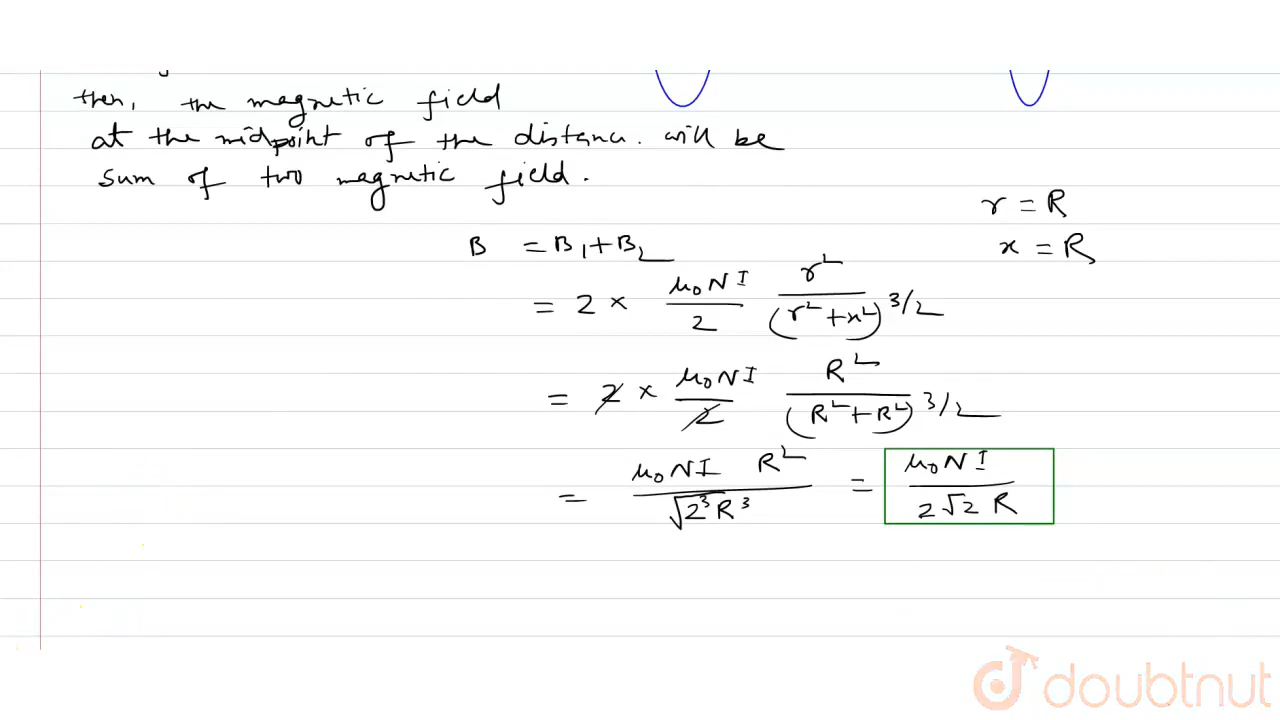 then, the magnetic field
at the midpoint of the distance. will be
sum of two magnetic field.
r = R
x = R
B = B₁+B₂
= 2 × μ₀NI/2 r²/(r²+x²)^3/2
= 2 × μ₀NI/2 R²/(R²+R²)^3/2
= μ₀NI R²/√2³R³ = μ₀NI/2√2 R
doubtnut